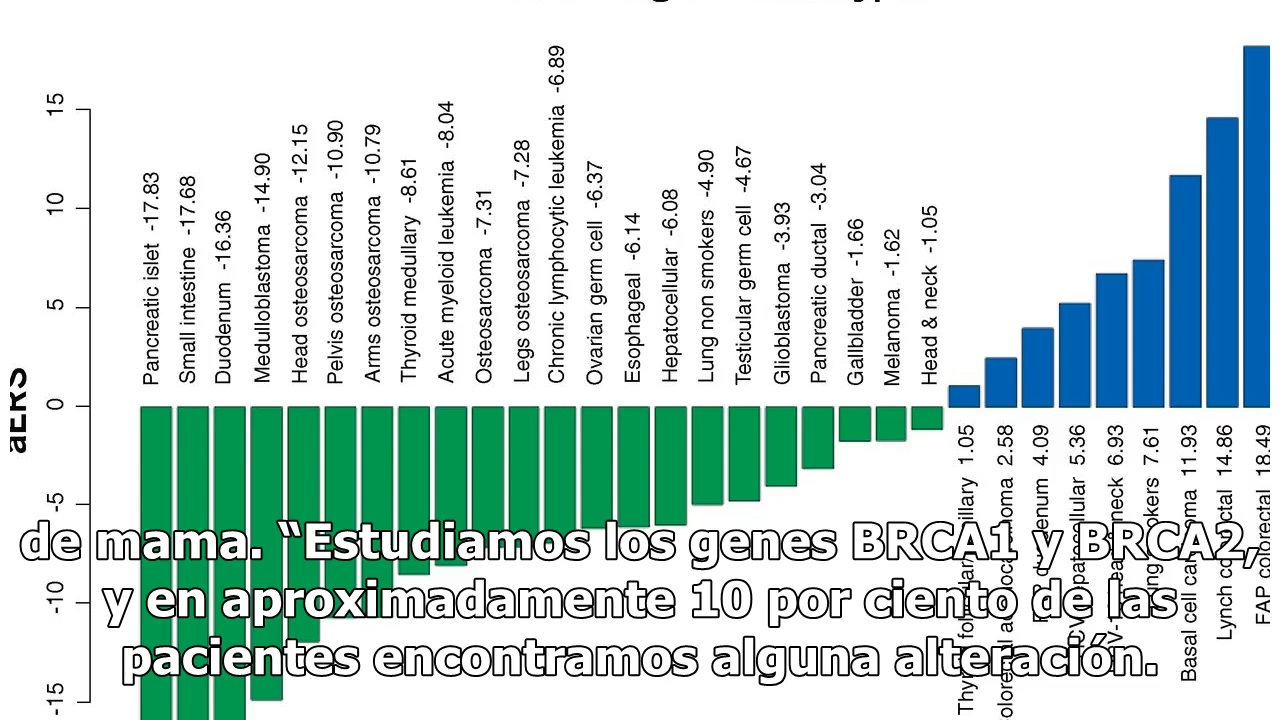 15
10
5
0
-5
-10
-15
aERS
Pancreatic islet -17.83
Small intestine -17.68
Duodenum -16.36
Medulloblastoma -14.90
Head osteosarcoma -12.15
Pelvis osteosarcoma -10.90
Arms osteosarcoma -10.79
Thyroid medullary -8.61
Acute myeloid leukemia -8.04
Osteosarcoma -7.31
Legs osteosarcoma -7.28
Chronic lymphocytic leukemia -6.89
Ovarian germ cell -6.37
Esophageal -6.14
Hepatocellular -6.08
Lung non smokers -4.90
Testicular germ cell -4.67
Glioblastoma -3.93
Pancreatic ductal -3.04
Gallbladder -1.66
Melanoma -1.62
Head & neck -1.05
1.05
2.58
4.09
5.36
neck 6.93
7.61
Basal cell 11.93
Lynch 14.86
FAP colorectal 18.49
de mama. “Estudiamos los genes BRCA1 y BRCA2,
y en aproximadamente 10 por ciento de las
pacientes encontramos alguna alteración.